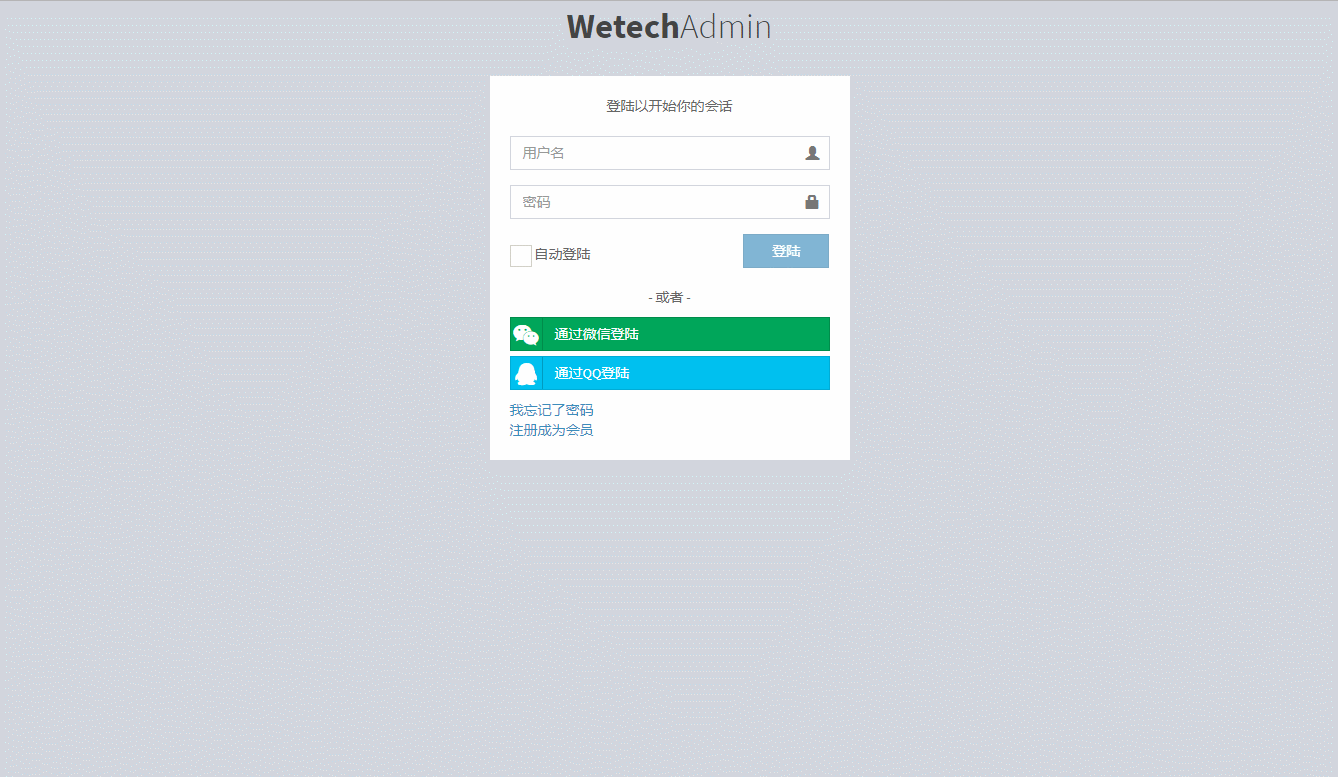 WetechAdmin
登陆以开始你的会话
用户名
密码
自动登陆
登陆
- 或者 -
通过微信登陆
通过QQ登陆
我忘记了密码
注册成为会员